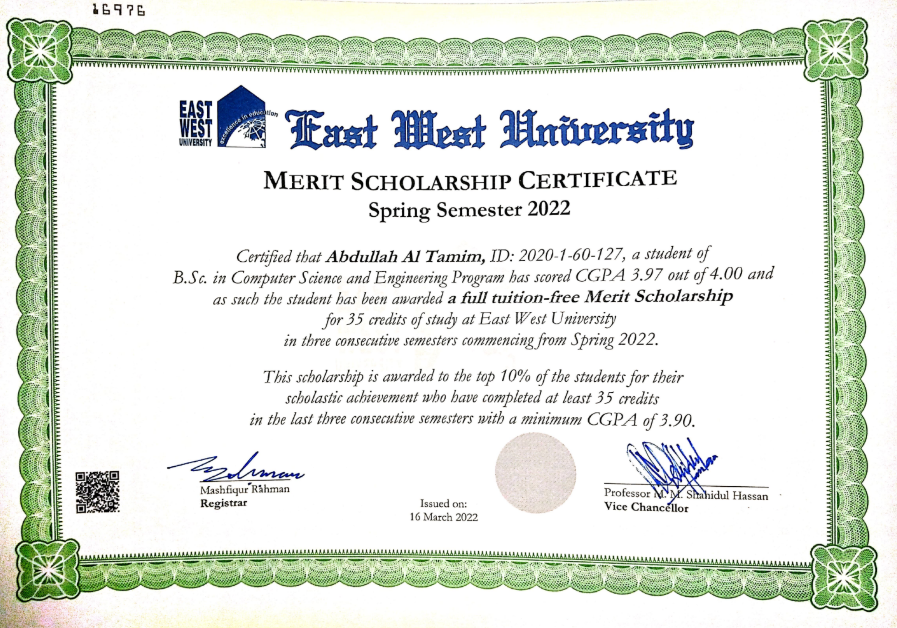 16976
EAST
WEST
UNIVERSITY
excellence in education
East West University
MERIT SCHOLARSHIP CERTIFICATE
Spring Semester 2022
Certified that Abdullah Al Tamim, ID: 2020-1-60-127, a student of
B.Sc. in Computer Science and Engineering Program has scored CGPA 3.97 out of 4.00 and
as such the student has been awarded a full tuition-free Merit Scholarship
for 35 credits of study at East West University
in three consecutive semesters commencing from Spring 2022.
This scholarship is awarded to the top 10% of the students for their
scholastic achievement who have completed at least 35 credits
in the last three consecutive semesters with a minimum CGPA of 3.90.
Mashfiqur Rahman
Registrar
Issued on:
16 March 2022
Professor M. M. Shahidul Hassan
Vice Chancellor